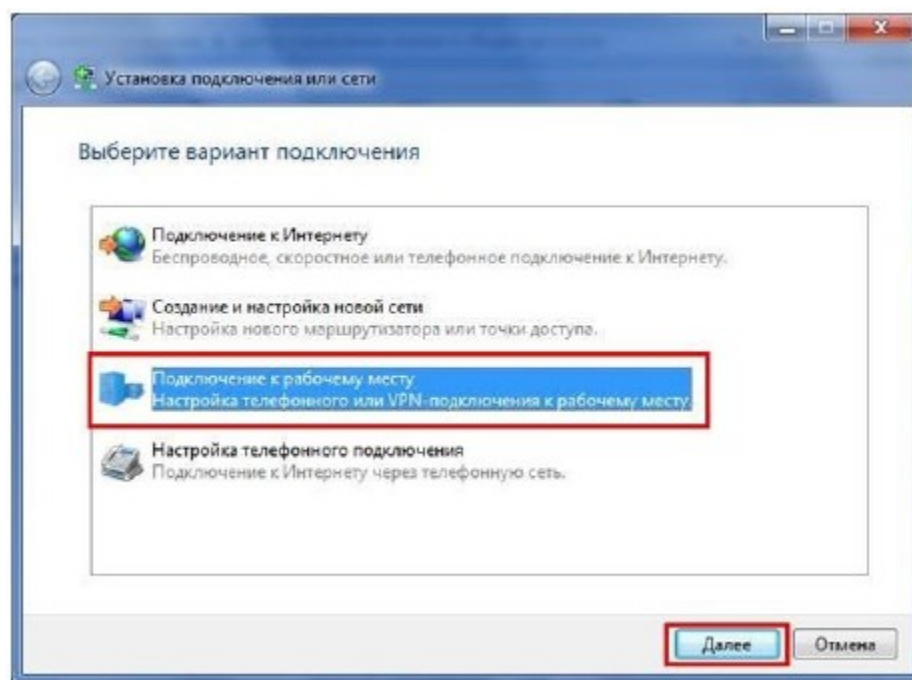 Установка подключения или сети
Выберите вариант подключения
Подключение к Интернету
Беспроводное, скоростное или телефонное подключение к Интернету.
Создание и настройка новой сети
Настройка нового маршрутизатора или точки доступа.
Подключение к рабочему месту
Настройка телефонного или VPN-подключения к рабочему месту.
Настройка телефонного подключения
Подключение к Интернету через телефонную сеть.
Далее
Отмена